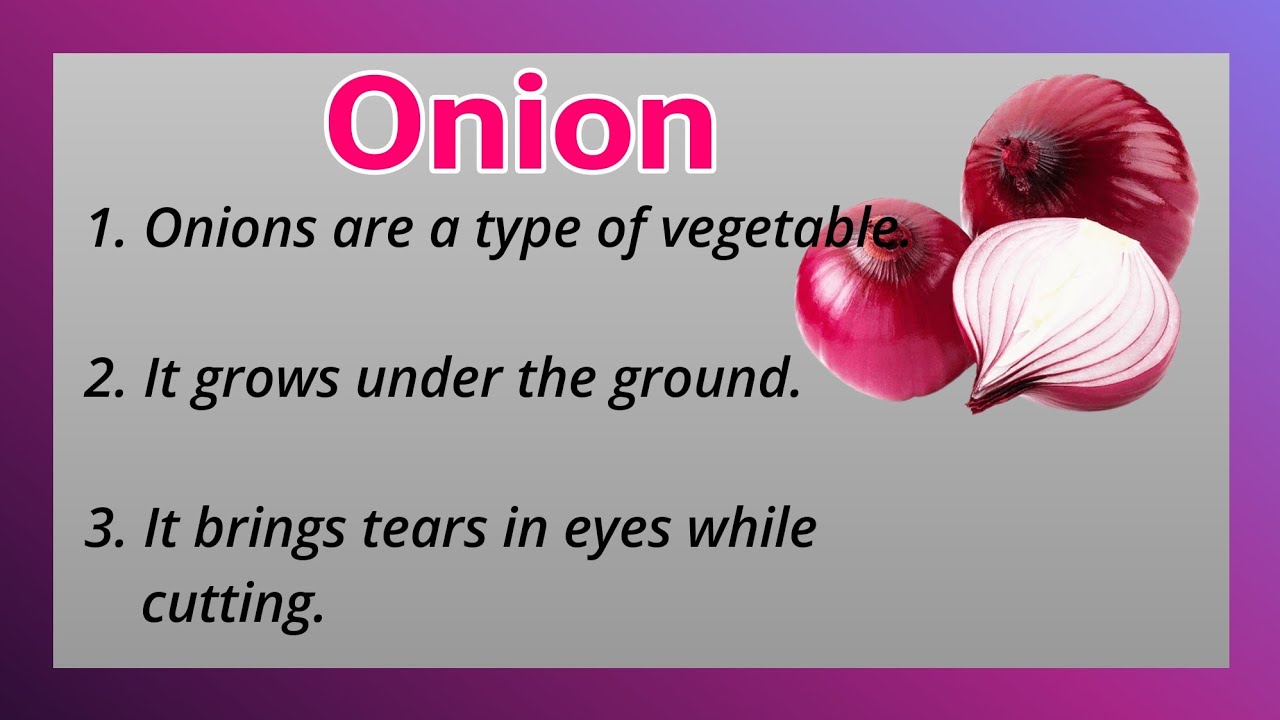 Onion
1. Onions are a type of vegetable.
2. It grows under the ground.
3. It brings tears in eyes while
cutting.